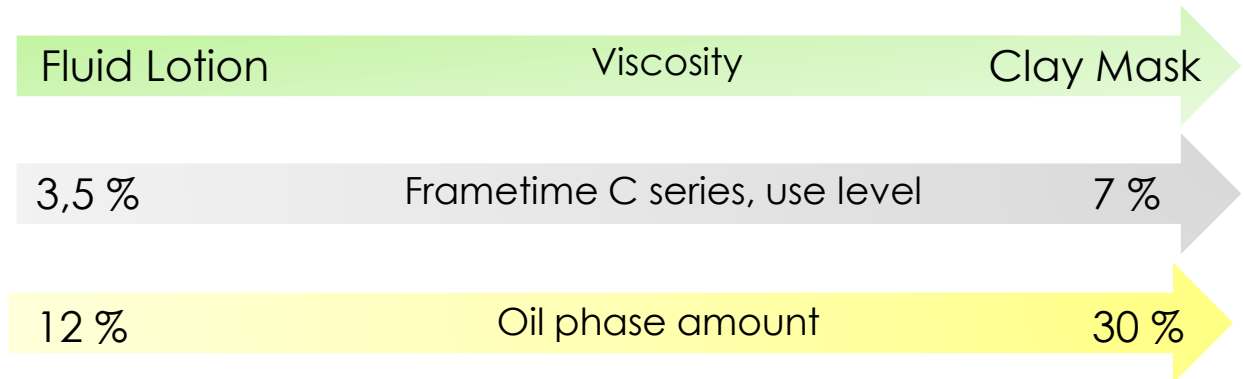 Fluid Lotion Viscosity Clay Mask
3,5 % Frametime C series, use level 7 %
12 % Oil phase amount 30 %